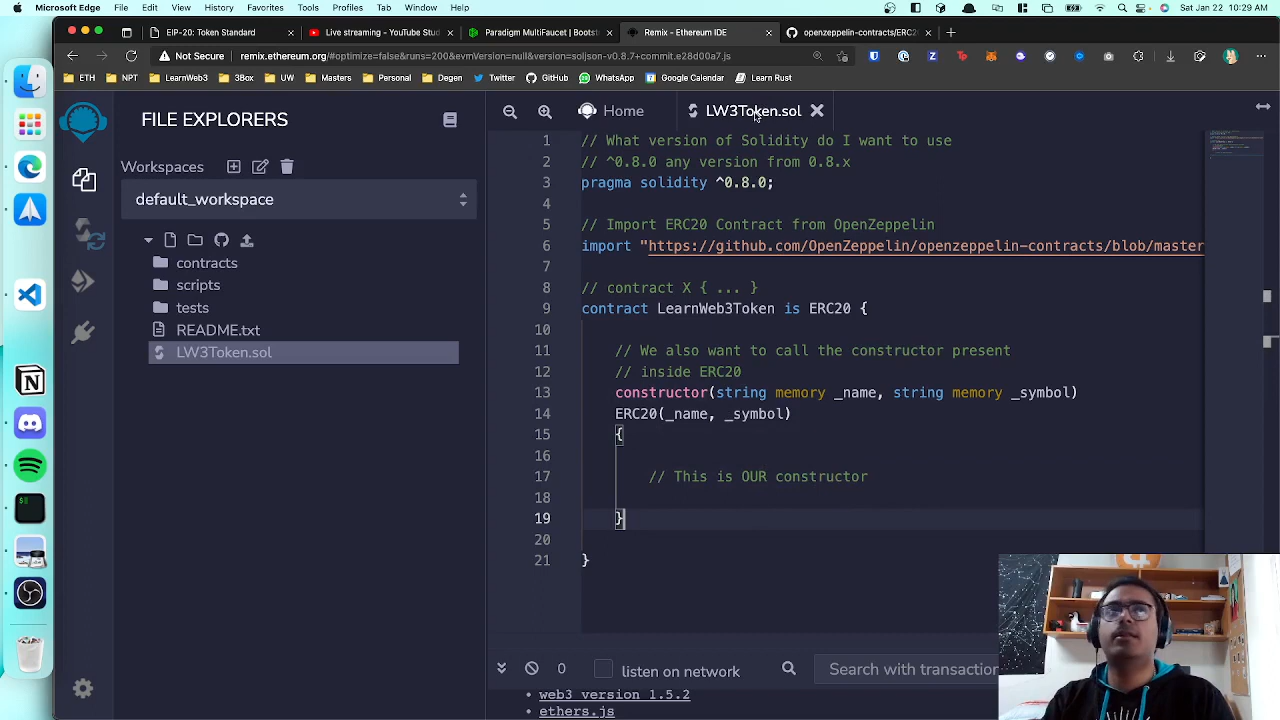 Microsoft Edge File Edit View History Favorites Tools Profiles Tab Window Help Sat Jan 22 10:29 AM
EIP-20: Token Standard
Live streaming - YouTube Stud
Paradigm MultiFaucet | Bootst
Remix - Ethereum IDE
openzeppelin-contracts/ERC2
Not Secure remix.ethereum.org/#optimize=false&runs=200&evmVersion=null&version=soljson-v0.8.7+commit.e28d00a7.js
ETH NPT LearnWeb3 3Box UW Masters Personal Degen Twitter GitHub WhatsApp Google Calendar Learn Rust
FILE EXPLORERS
Workspaces
default_workspace
contracts
scripts
tests
README.txt
LW3Token.sol
Home
LW3Token.sol
1 // What version of Solidity do I want to use
2 // ^0.8.0 any version from 0.8.x
3 pragma solidity ^0.8.0;
4
5 // Import ERC20 Contract from OpenZeppelin
6 import "https://github.com/OpenZeppelin/openzeppelin-contracts/blob/master
7
8 // contract X { ... }
9 contract LearnWeb3Token is ERC20 {
10
11 // We also want to call the constructor present
12 // inside ERC20
13 constructor(string memory _name, string memory _symbol)
14 ERC20(_name, _symbol)
15 {
16
17 // This is OUR constructor
18
19 }
20
21 }
0 listen on network Search with transaction
web3 version 1.5.2
ethers.js